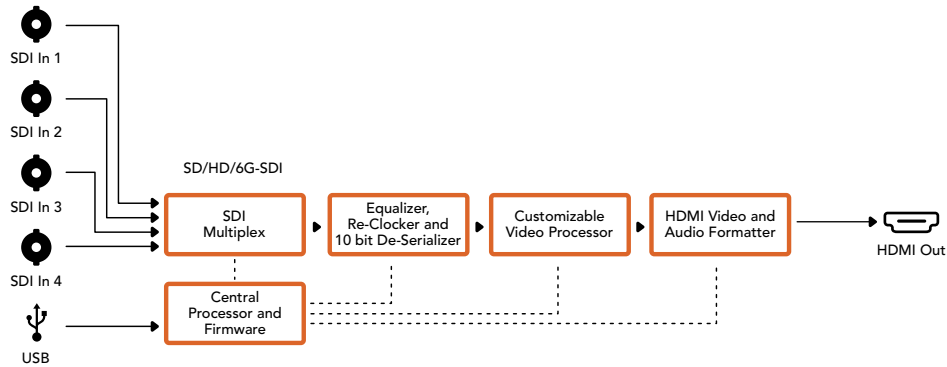 SDI In 1
SDI In 2
SDI In 3
SDI In 4
USB
SD/HD/6G-SDI
SDI
Multiplex
Equalizer,
Re-Clocker and
10 bit De-Serializer
Customizable
Video Processor
HDMI Video and
Audio Formatter
HDMI Out
Central
Processor and
Firmware